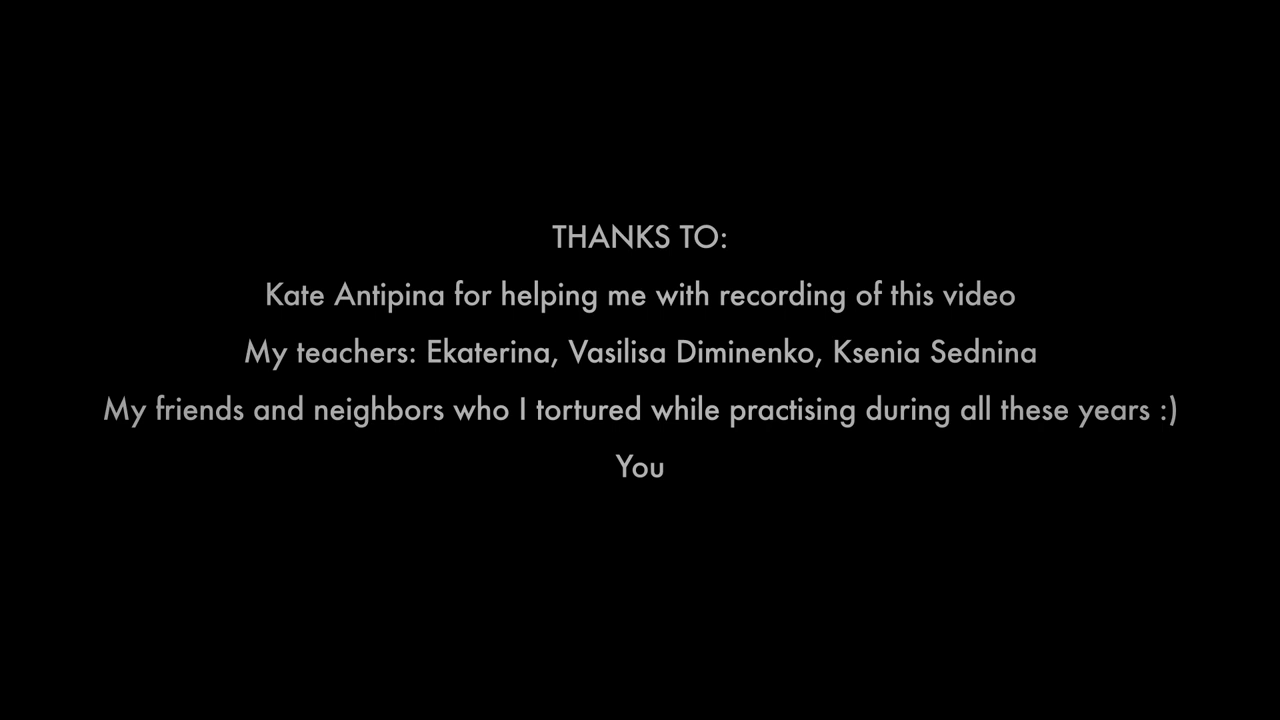 THANKS TO:
Kate Antipina for helping me with recording of this video
My teachers: Ekaterina, Vasilisa Diminenko, Ksenia Sednina
My friends and neighbors who I tortured while practising during all these years :)
You